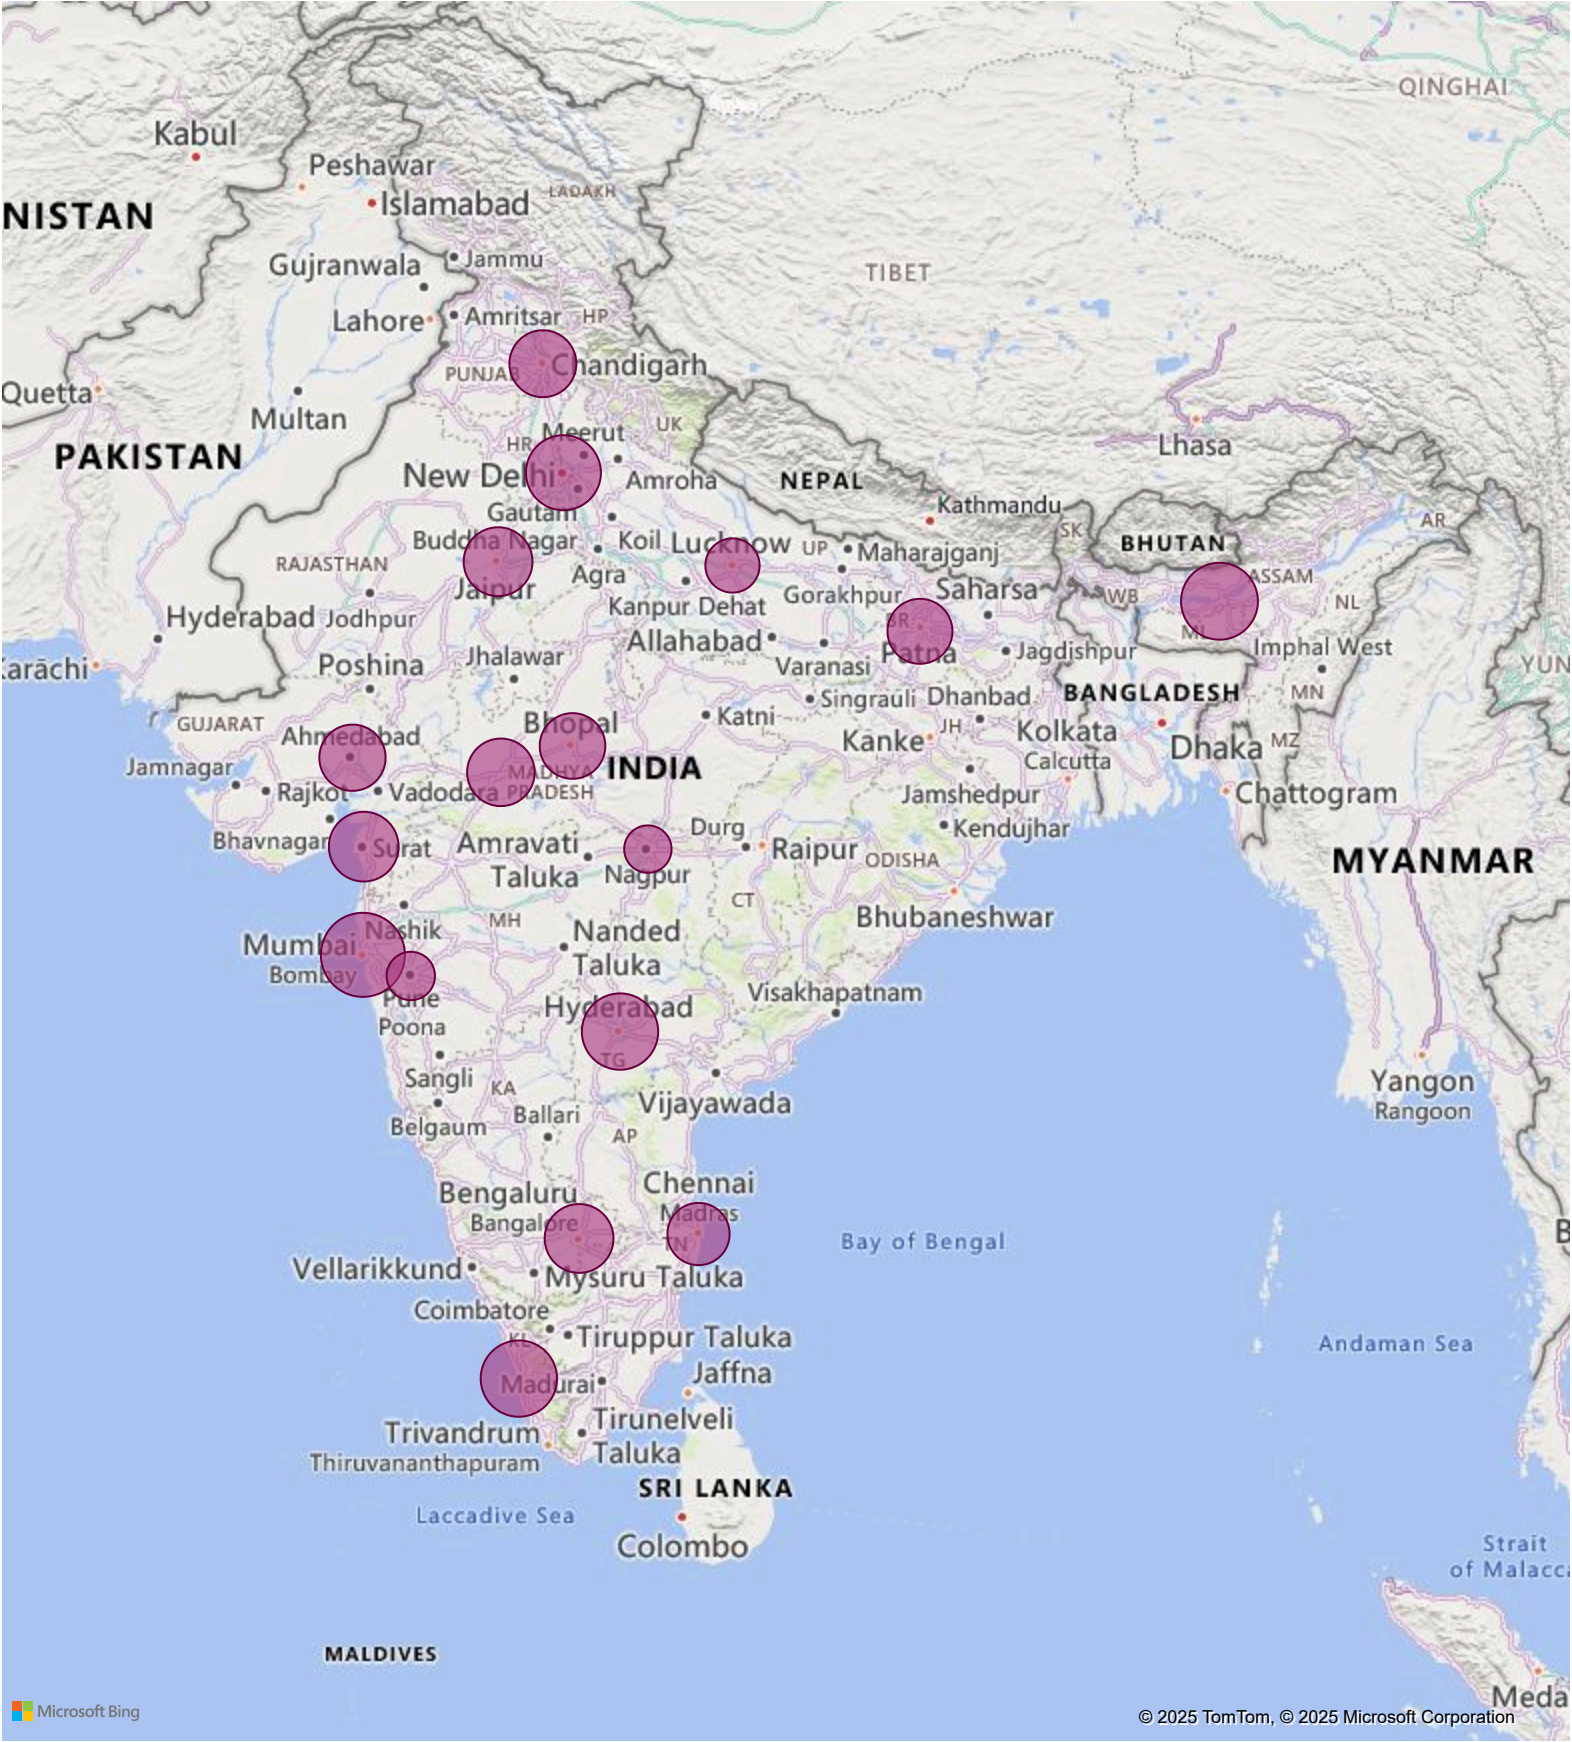 QINGHAI
Kabul
Peshawar
LADAKH
Islamabad
NISTAN
Jammu
Gujranwala
TIBET
Amritsar
HP
Lahore
Chandigarh
PUNJAB
Quetta
Multan
UK
Meerut
HR
Lhasa
PAKISTAN
New Delhi
Amroha
NEPAL
Kathmandu
Gautam
Buddha Nagar
AR
SK
BHUTAN
Koil
Lucknow
UP
Maharajganj
RAJASTHAN
Agra
ASSAM
Jaipur
Saharsa
Gorakhpur
WB
NL
Kanpur Dehat
Hyderabad
Jodhpur
BR
ML
Allahabad
Patna
Jagdishpur
Imphal West
Karāchi
Poshina
Jhalawar
Varanasi
YUN
Singrauli
Dhanbad
BANGLADESH
MN
GUJARAT
Bhopal
Katni
JH
Kolkata
Ahmedabad
Kanke
Dhaka
MZ
Calcutta
Jamnagar
MADHYA
PRADESH
INDIA
Rajkot
Vadodara
Jamshedpur
Chattogram
Durg
Kendujhar
Bhavnagar
Surat
Amravati
Taluka
Nagpur
Raipur
ODISHA
MYANMAR
CT
MH
Bhubaneshwar
Nashik
Nanded
Taluka
Mumbai
Bombay
Pune
Poona
Visakhapatnam
Hyderabad
TG
Sangli
KA
Yangon
Rangoon
Vijayawada
Ballari
Belgaum
AP
Chennai
Madras
Bengaluru
Bangalore
TN
B
Bay of Bengal
Vellarikkund
Mysuru Taluka
Coimbatore
KL
Tiruppur Taluka
Andaman Sea
Jaffna
Madurai
Tirunelveli
Taluka
Trivandrum
Thiruvananthapuram
SRI LANKA
Laccadive Sea
Colombo
Strait
of Malacca
MALDIVES
Meda
Microsoft Bing
© 2025 TomTom, © 2025 Microsoft Corporation